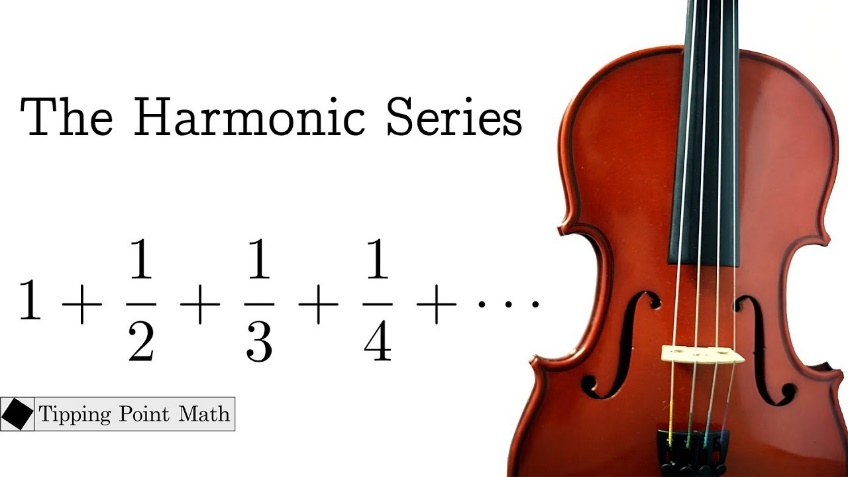 The Harmonic Series
1 + 1/2 + 1/3 + 1/4 + ⋯
Tipping Point Math